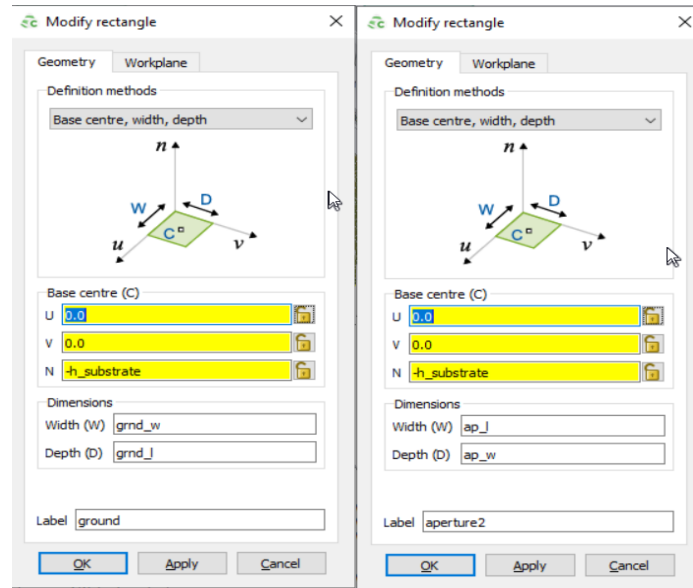 Modify rectangle
Geometry Workplane
Definition methods
Base centre, width, depth
n
W D
C
u v
Base centre (C)
U 0.0
V 0.0
N -h_substrate
Dimensions
Width (W) grnd_w
Depth (D) grnd_l
Label ground
OK Apply Cancel
Modify rectangle
Geometry Workplane
Definition methods
Base centre, width, depth
n
W D
C
u v
Base centre (C)
U 0.0
V 0.0
N -h_substrate
Dimensions
Width (W) ap_l
Depth (D) ap_w
Label aperture2
OK Apply Cancel